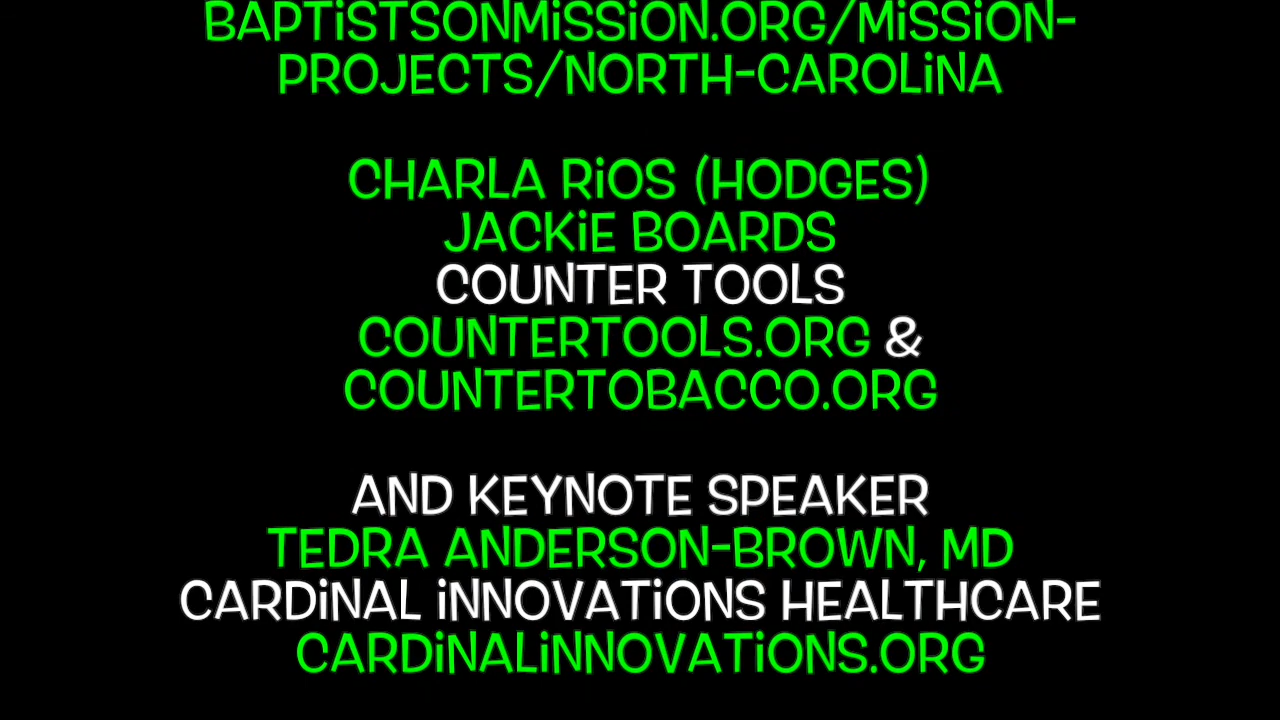 BAPTiSTSONMiSSiON.ORG/MiSSiON-
PROJECTS/NORTH-CAROLiNA
CHARLA RiOS (HODGES)
JACKiE BOARDS
COUNTER TOOLS
COUNTERTOOLS.ORG &
COUNTERTOBACCO.ORG
AND KEYNOTE SPEAKER
TEDRA ANDERSON-BROWN, MD
CARDiNAL iNNOVATiONS HEALTHCARE
CARDiNALiNNOVATiONS.ORG